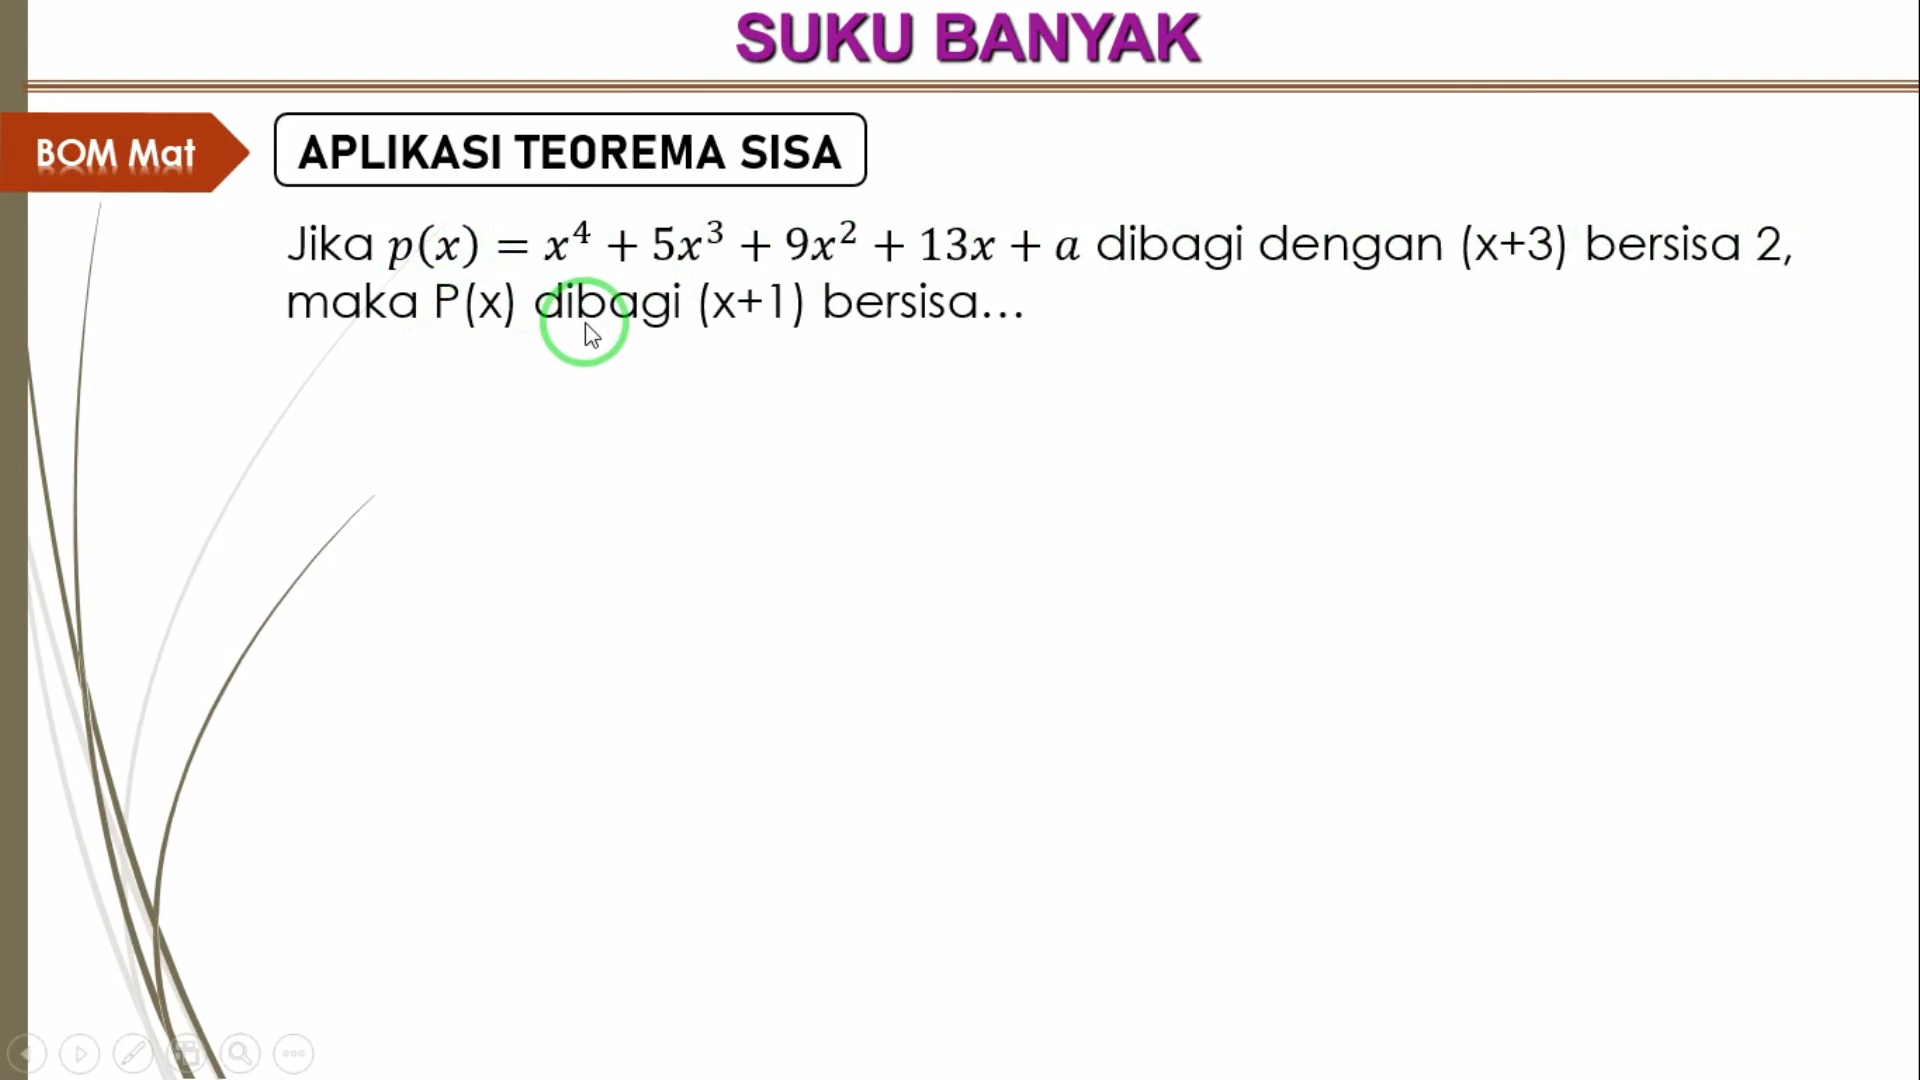 SUKU BANYAK
BOM Mat
APLIKASI TEOREMA SISA
Jika p(x) = x⁴ + 5x³ + 9x² + 13x + a dibagi dengan (x+3) bersisa 2,
maka P(x) dibagi (x+1) bersisa...